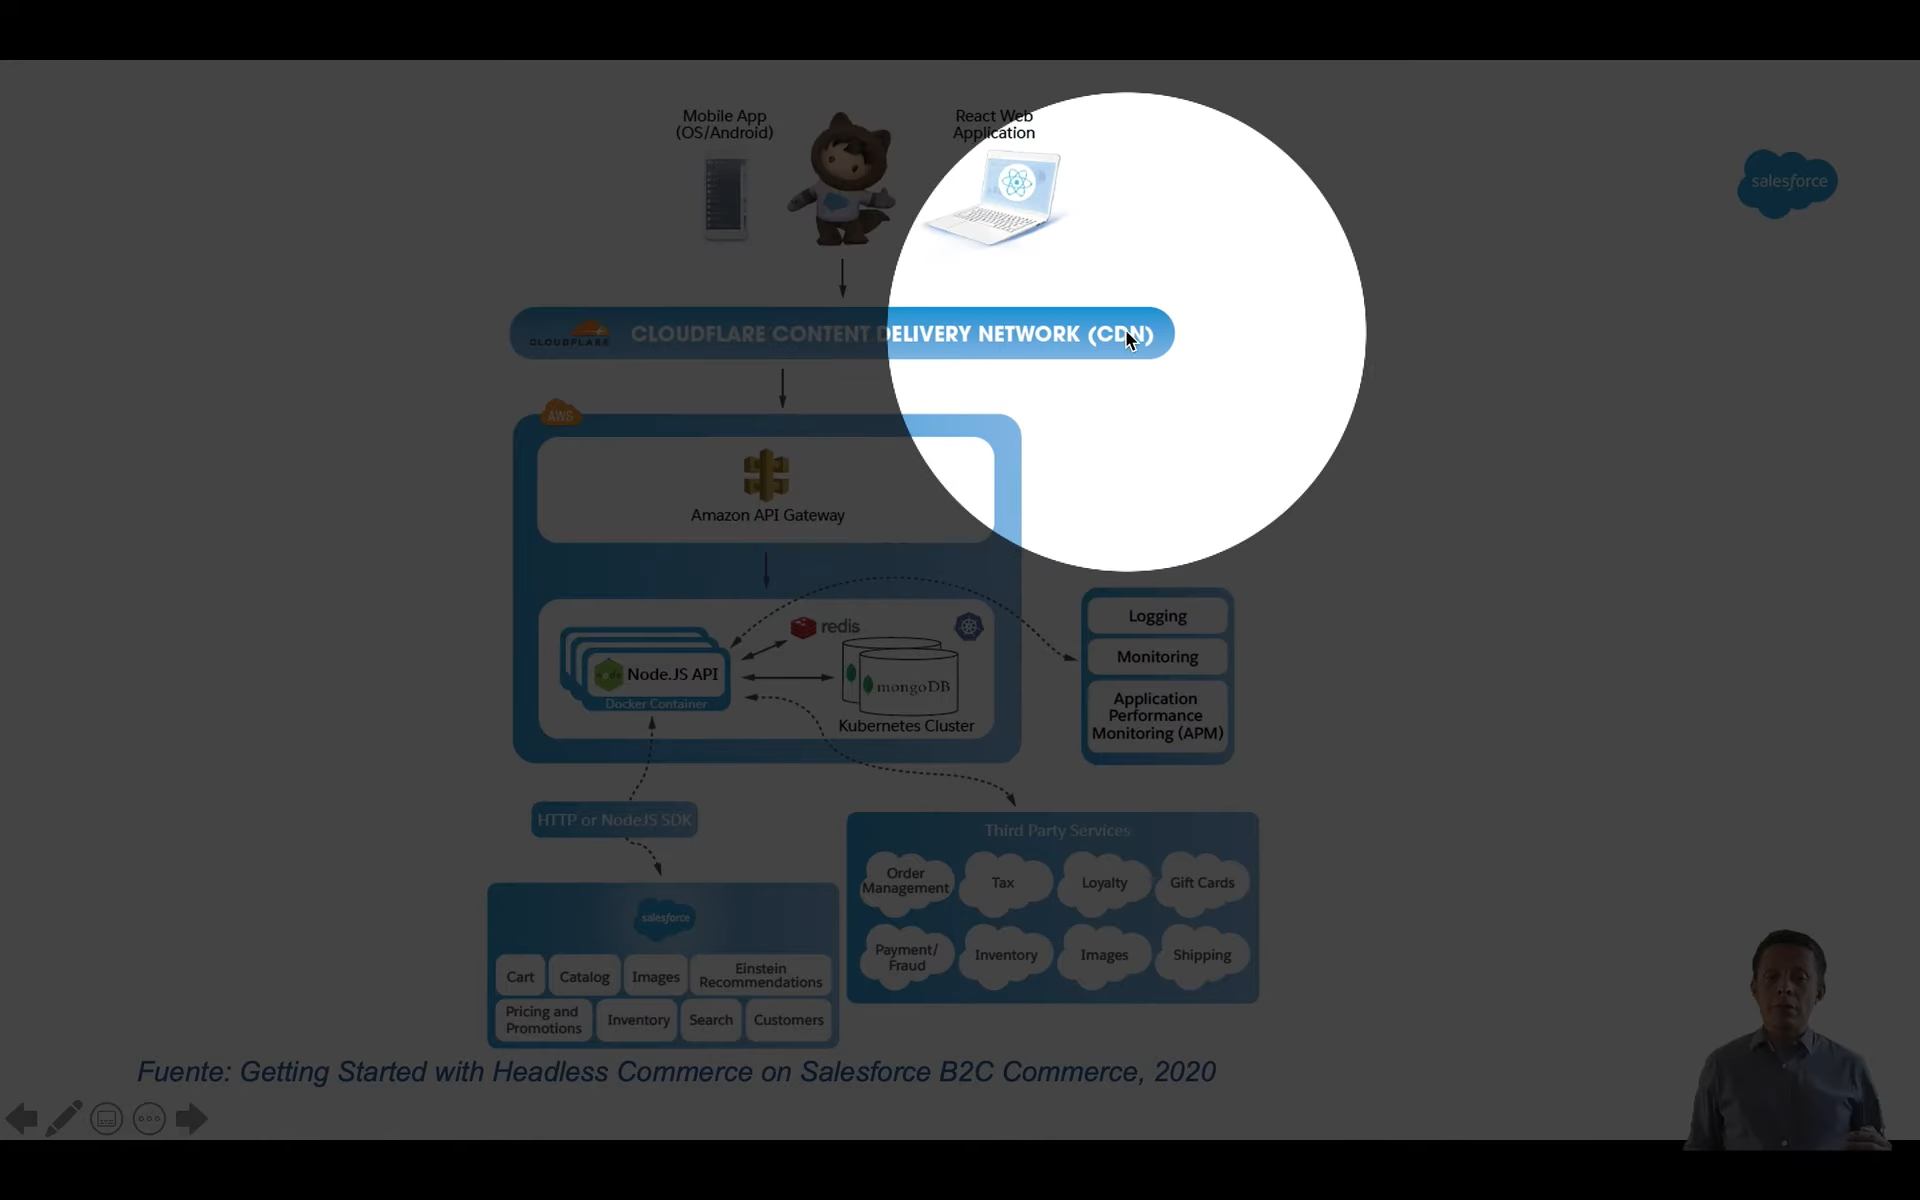 Mobile App
(OS/Android)
React Web
Application
salesforce
CLOUDFLARE
CLOUDFLARE CONTENT DELIVERY NETWORK (CDN)
AWS
Amazon API Gateway
redis
node
Node.JS API
Docker Container
mongoDB
Kubernetes Cluster
Logging
Monitoring
Application
Performance
Monitoring (APM)
HTTP or NodeJS SDK
Third Party Services
Order
Management
Tax
Loyalty
Gift Cards
Payment/
Fraud
Inventory
Images
Shipping
salesforce
Cart
Catalog
Images
Einstein
Recommendations
Pricing and
Promotions
Inventory
Search
Customers
Fuente: Getting Started with Headless Commerce on Salesforce B2C Commerce, 2020